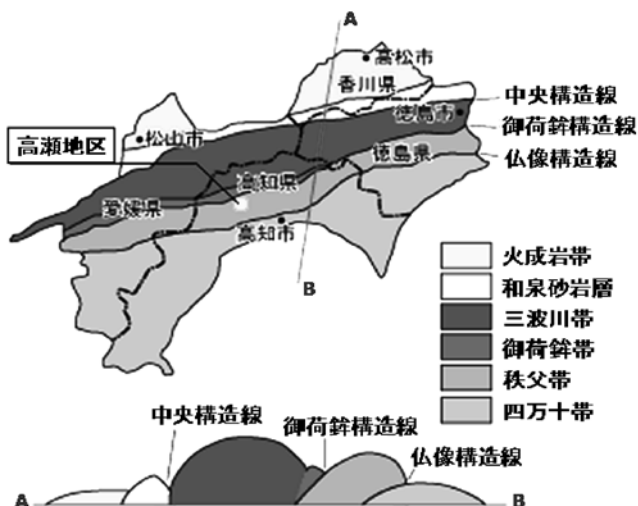 A
高松市
香川県
中央構造線
徳島市
御荷鉾構造線
松山市
高瀬地区
徳島県
仏像構造線
高知県
愛媛県
高知市
B
火成岩帯
和泉砂岩層
三波川帯
御荷鉾帯
秩父帯
四万十帯
中央構造線
御荷鉾構造線
仏像構造線
A
B